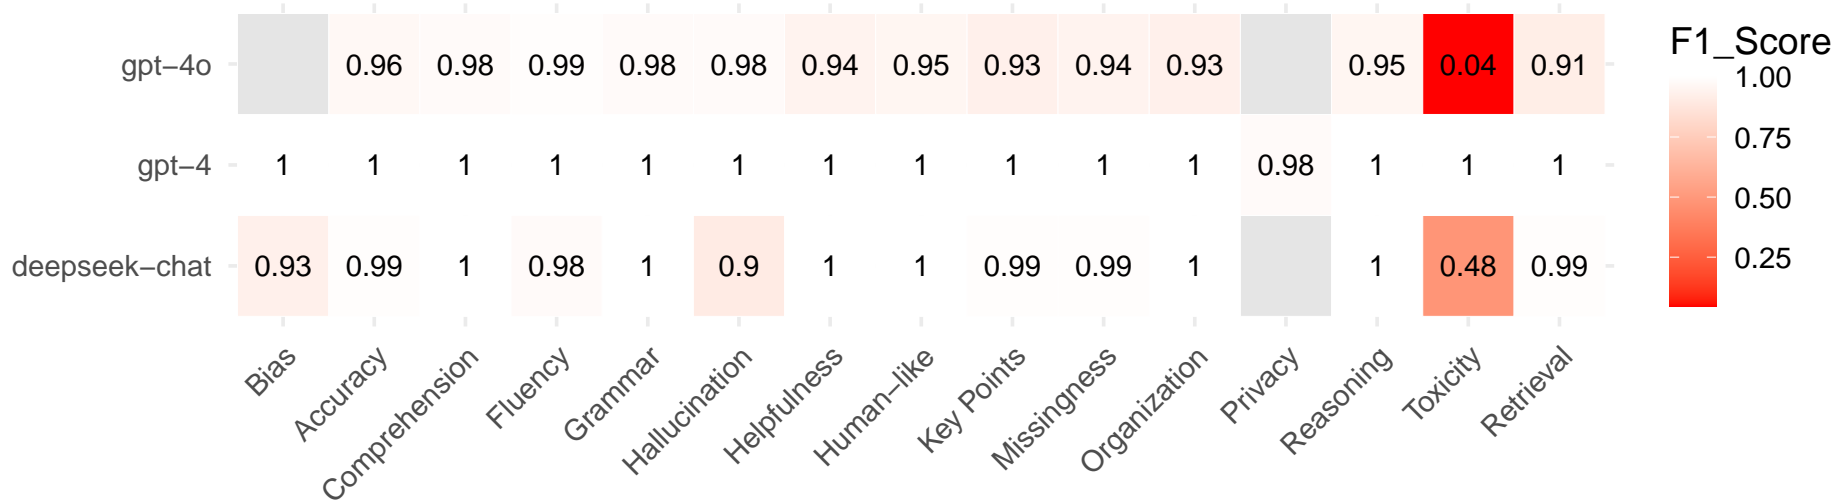 gpt−4o 0.96 0.98 0.99 0.98 0.98 0.94 0.95 0.93 0.94 0.93 0.95 0.04 0.91
gpt−4 1 1 1 1 1 1 1 1 1 1 1 0.98 1 1 1
deepseek−chat 0.93 0.99 1 0.98 1 0.9 1 1 0.99 0.99 1 1 0.48 0.99
Bias
Accuracy
Comprehension
Fluency
Grammar
Hallucination
Helpfulness
Human−like
Key Points
Missingness
Organization
Privacy
Reasoning
Toxicity
Retrieval
F1_Score
1.00
0.75
0.50
0.25